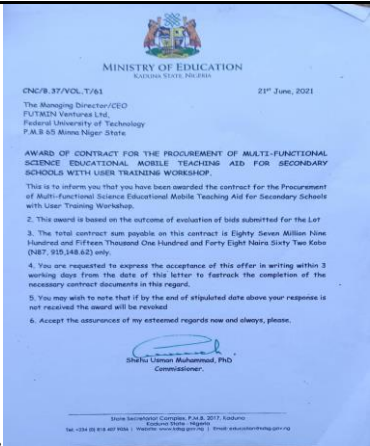 MINISTRY OF EDUCATION
KADUNA STATE, NIGERIA
CNC/B.37/VOL.T/61 21st June, 2021
The Managing Director/CEO
FUTMIN Ventures Ltd,
Federal University of Technology
P.M.B 65 Minna Niger State
AWARD OF CONTRACT FOR THE PROCUREMENT OF MULTI-FUNCTIONAL
SCIENCE EDUCATIONAL MOBILE TEACHING AID FOR SECONDARY
SCHOOLS WITH USER TRAINING WORKSHOP.
This is to inform you that you have been awarded the contract for the Procurement
of Multi-functional Science Educational Mobile Teaching Aid for Secondary Schools
with User Training Workshop.
2. This award is based on the outcome of evaluation of bids submitted for the Lot
3. The total contract sum payable on this contract is Eighty Seven Million Nine
Hundred and Fifteen Thousand One Hundred and Forty Eight Naira Sixty Two Kobo
(N87, 915,148.62) only.
4. You are requested to express the acceptance of this offer in writing within 3
working days from the date of this letter to fastrack the completion of the
necessary contract documents in this regard.
5. You may wish to note that if by the end of stipulated date above your response is
not received the award will be revoked
6. Accept the assurances of my esteemed regards now and always, please.
Shehu Usman Muhammad, PhD
Commissioner.
State Secretariat Complex, P.M.B. 2017, Kaduna
Kaduna State - Nigeria